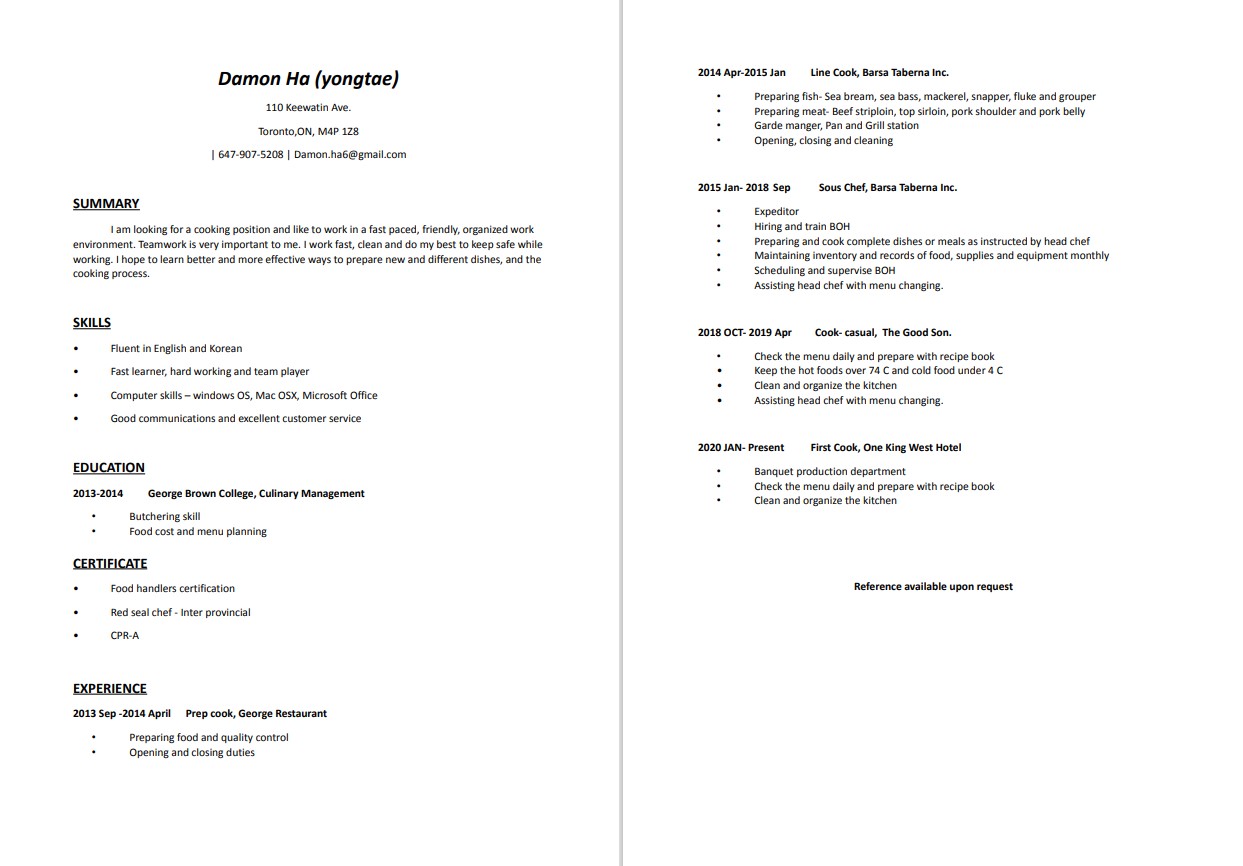 Damon Ha (yongtae)
110 Keewatin Ave.
Toronto,ON, M4P 1Z8
| 647-907-5208 | Damon.ha6@gmail.com
SUMMARY
I am looking for a cooking position and like to work in a fast paced, friendly, organized work
environment. Teamwork is very important to me. I work fast, clean and do my best to keep safe while
working. I hope to learn better and more effective ways to prepare new and different dishes, and the
cooking process.
SKILLS
• Fluent in English and Korean
• Fast learner, hard working and team player
• Computer skills – windows OS, Mac OSX, Microsoft Office
• Good communications and excellent customer service
EDUCATION
2013-2014 George Brown College, Culinary Management
• Butchering skill
• Food cost and menu planning
CERTIFICATE
• Food handlers certification
• Red seal chef - Inter provincial
• CPR-A
EXPERIENCE
2013 Sep -2014 April Prep cook, George Restaurant
• Preparing food and quality control
• Opening and closing duties
2014 Apr-2015 Jan Line Cook, Barsa Taberna Inc.
• Preparing fish- Sea bream, sea bass, mackerel, snapper, fluke and grouper
• Preparing meat- Beef striploin, top sirloin, pork shoulder and pork belly
• Garde manger, Pan and Grill station
• Opening, closing and cleaning
2015 Jan- 2018 Sep Sous Chef, Barsa Taberna Inc.
• Expeditor
• Hiring and train BOH
• Preparing and cook complete dishes or meals as instructed by head chef
• Maintaining inventory and records of food, supplies and equipment monthly
• Scheduling and supervise BOH
• Assisting head chef with menu changing.
2018 OCT- 2019 Apr Cook- casual, The Good Son.
• Check the menu daily and prepare with recipe book
• Keep the hot foods over 74 C and cold food under 4 C
• Clean and organize the kitchen
• Assisting head chef with menu changing.
2020 JAN- Present First Cook, One King West Hotel
• Banquet production department
• Check the menu daily and prepare with recipe book
• Clean and organize the kitchen
Reference available upon request